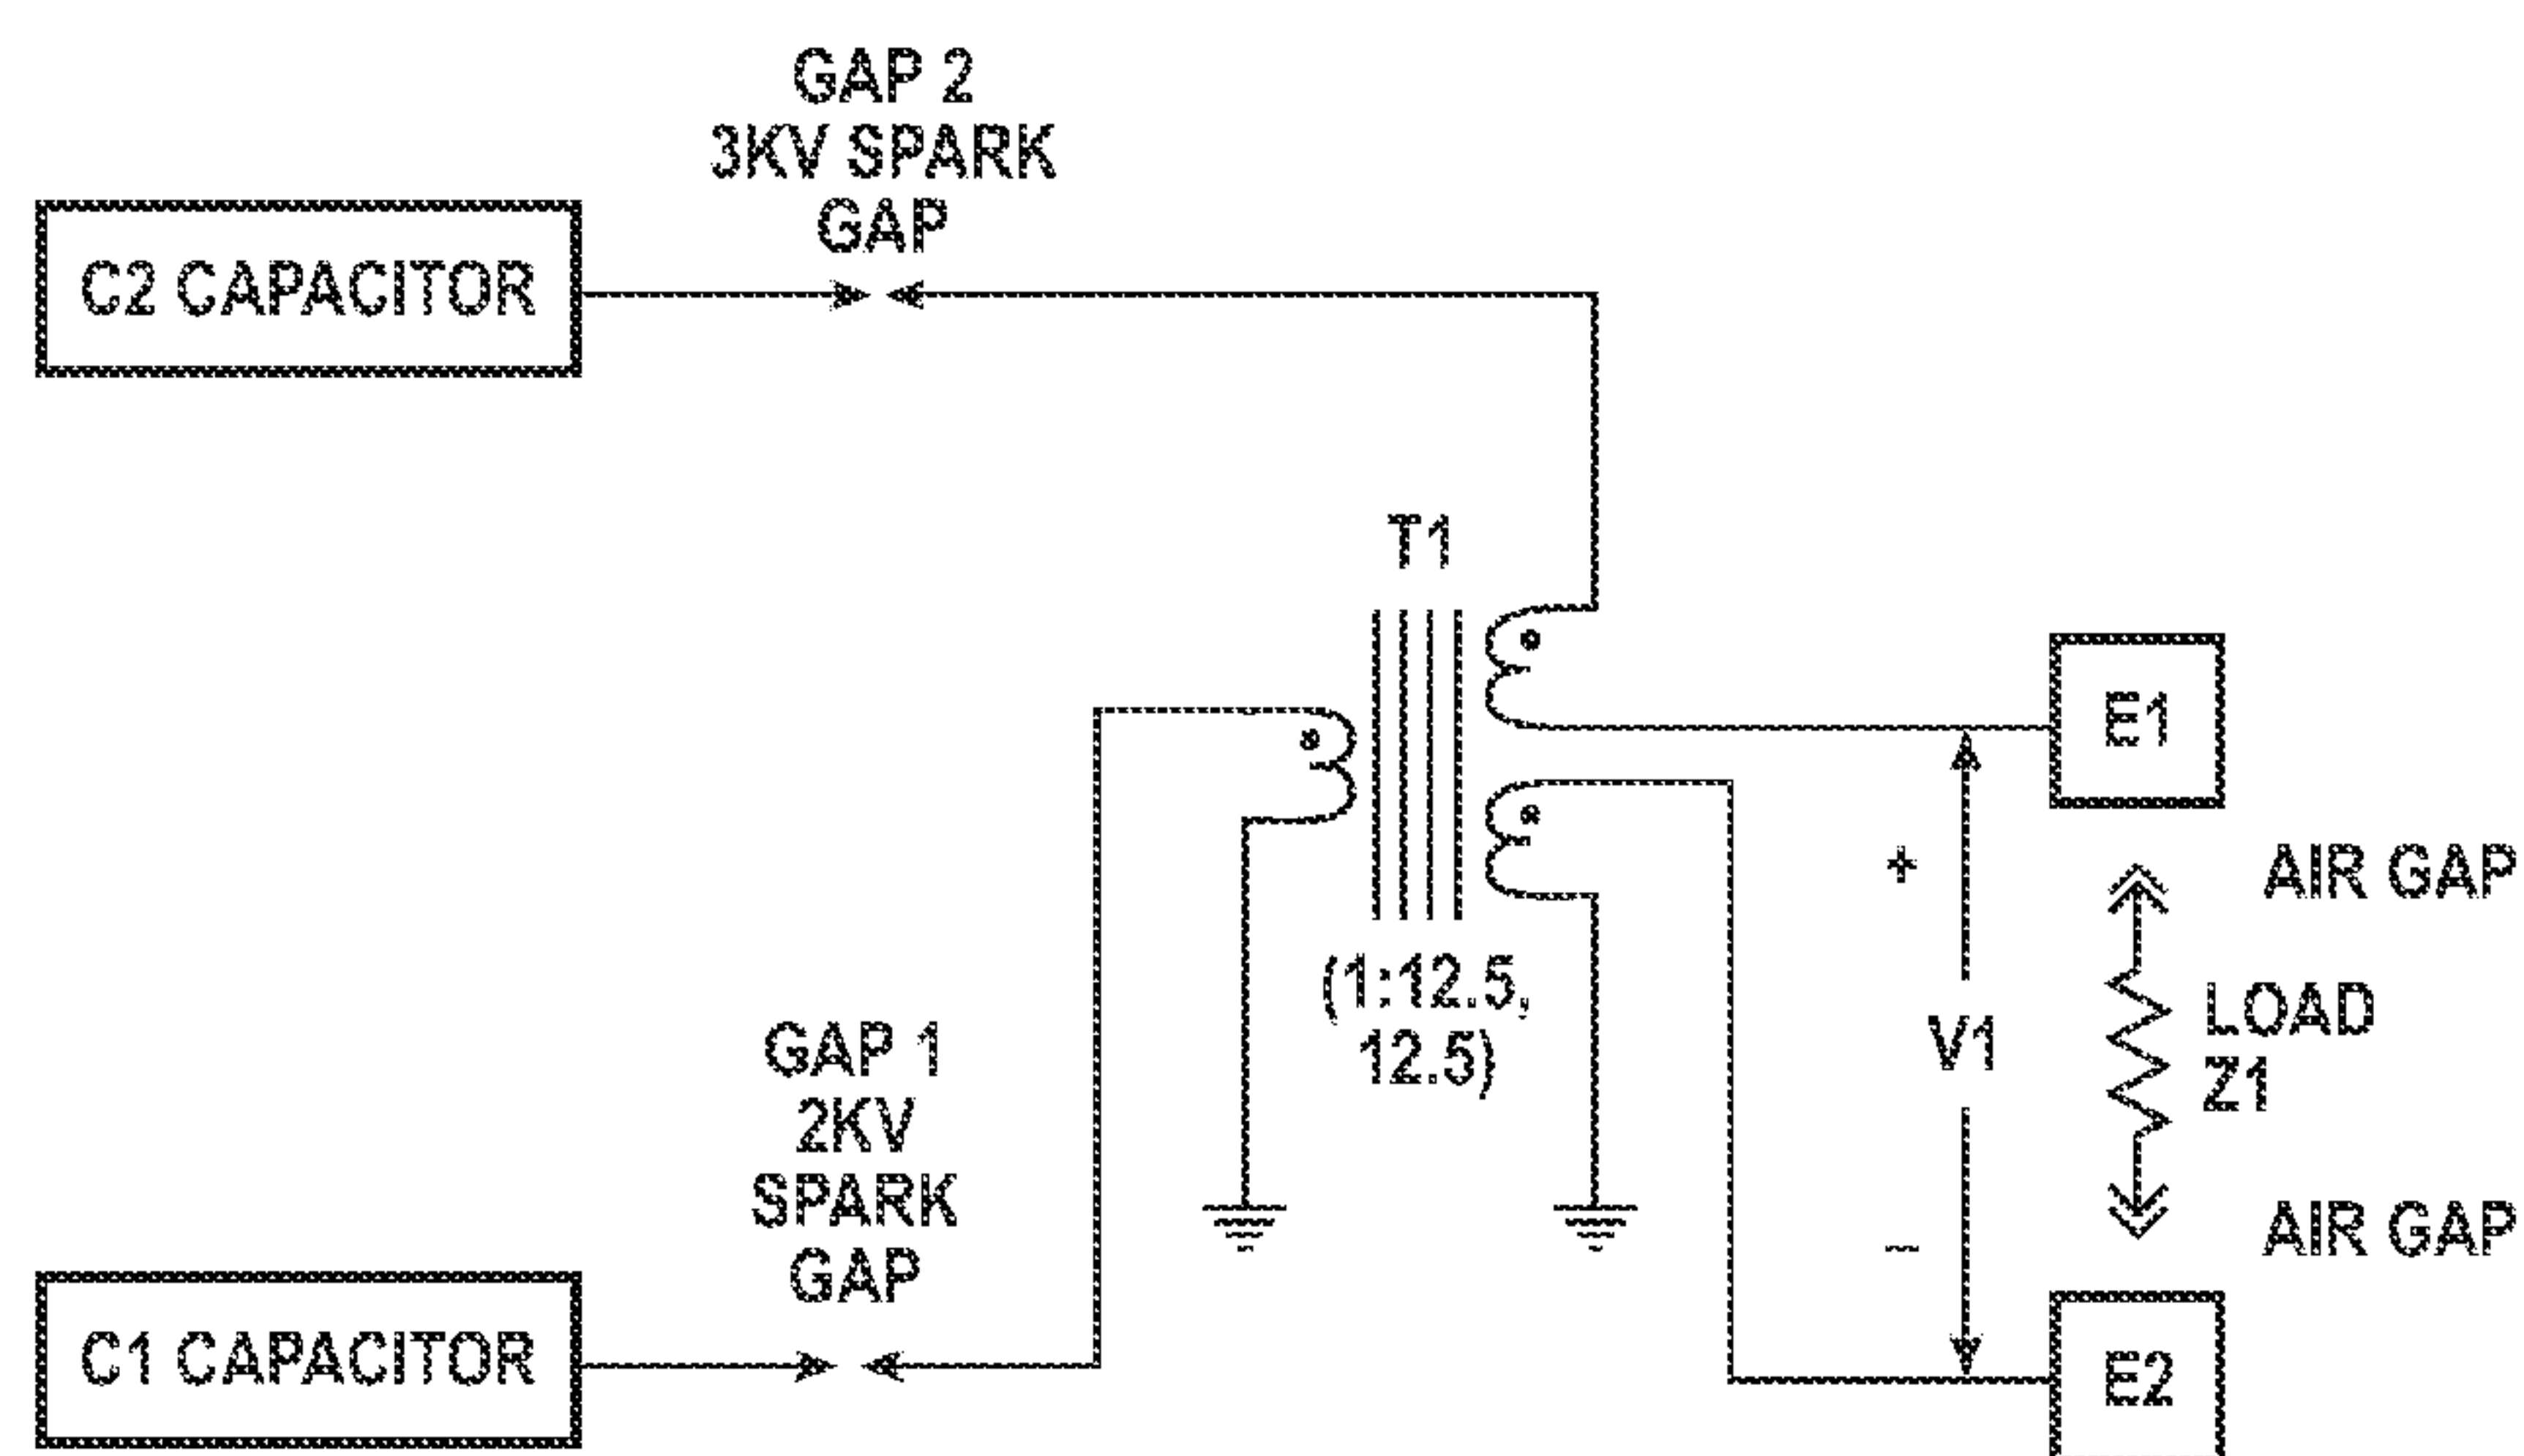 GAP 2
3KV SPARK
GAP
C2 CAPACITOR
T1
E1
+
AIR GAP
(1:12.5,
12.5)
V1
LOAD
Z1
GAP 1
2KV
SPARK
GAP
–
AIR GAP
C1 CAPACITOR
E2